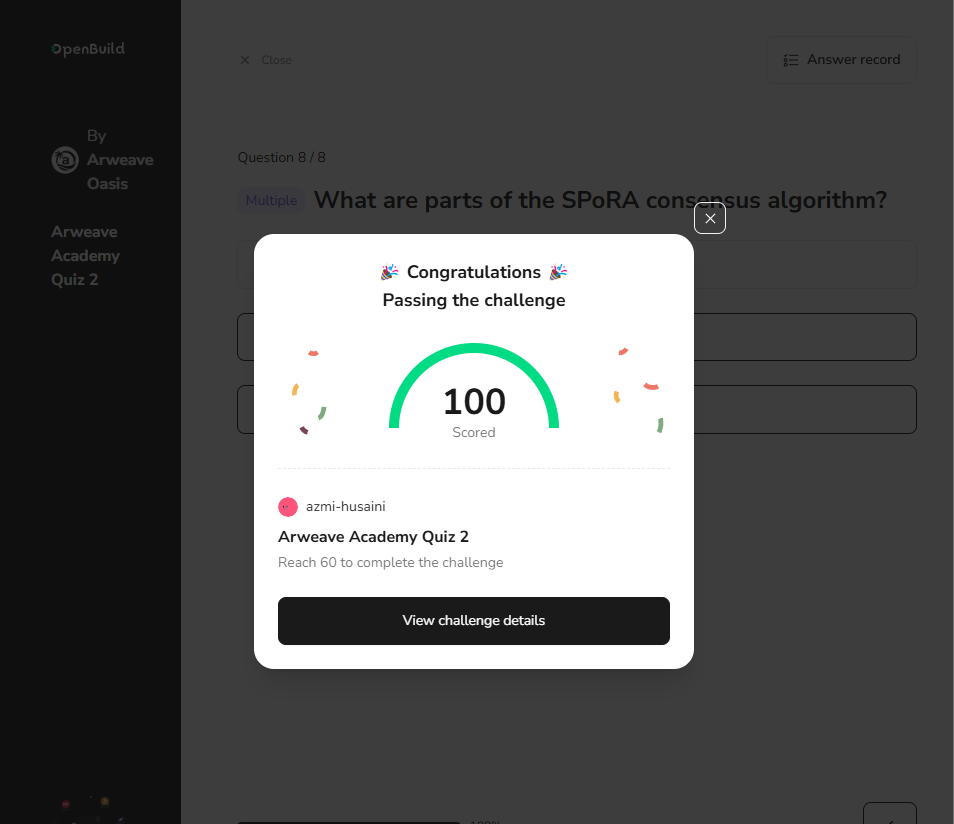 OpenBuild
By
Arweave
Oasis
Arweave
Academy
Quiz 2
Close
Answer record
Question 8 / 8
Multiple
What are parts of the SPoRA consensus algorithm?
Congratulations
Passing the challenge
100
Scored
azmi-husaini
Arweave Academy Quiz 2
Reach 60 to complete the challenge
View challenge details
100%